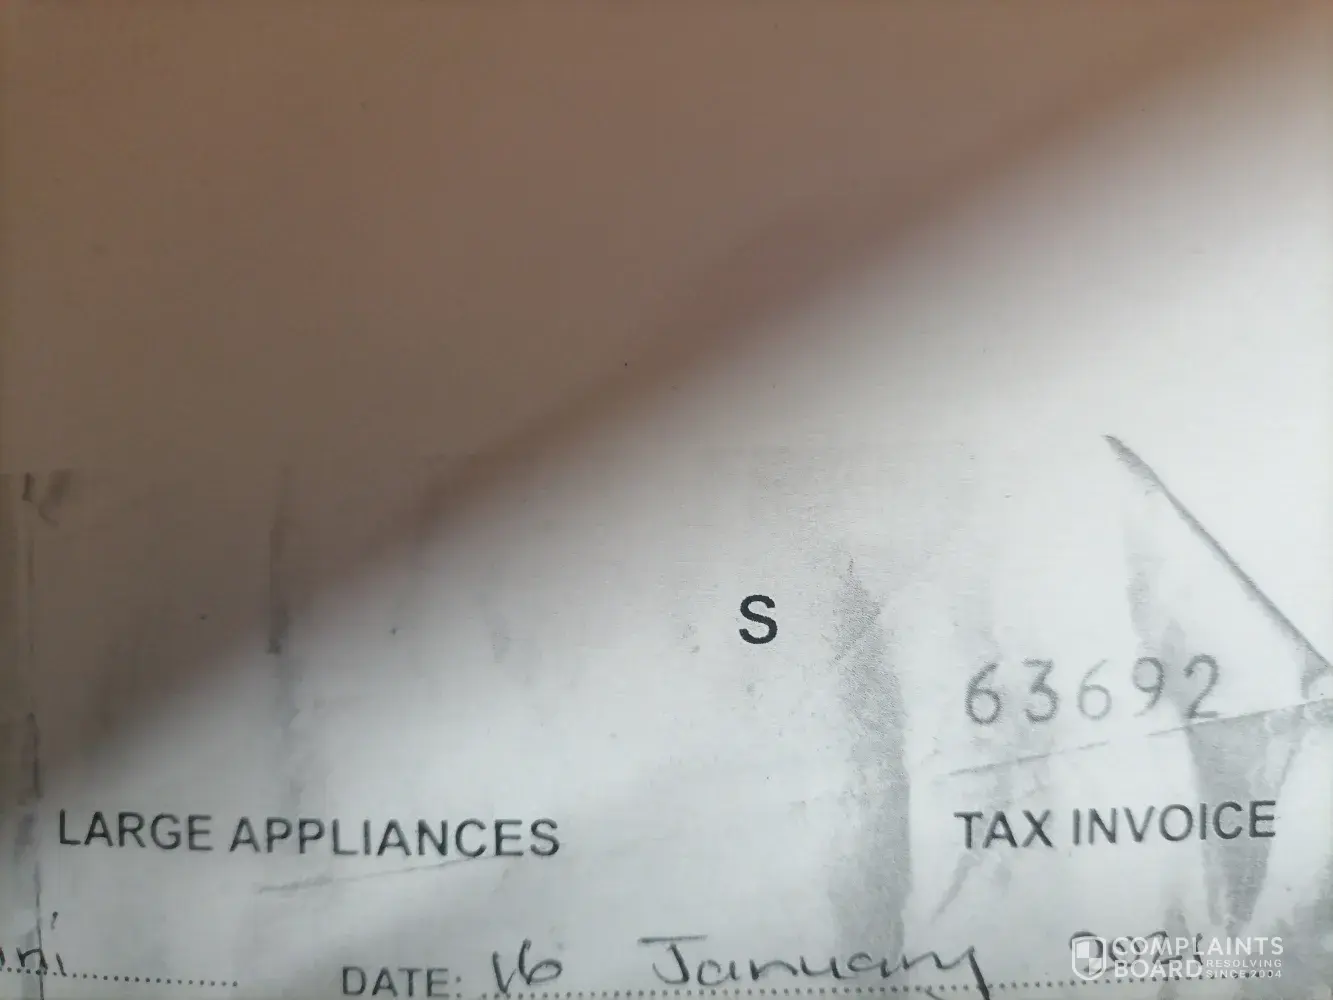 S
63692
LARGE APPLIANCES
TAX INVOICE
DATE: 16 January
COMPLAINTS
BOARD
RESOLVING
SINCE 2004